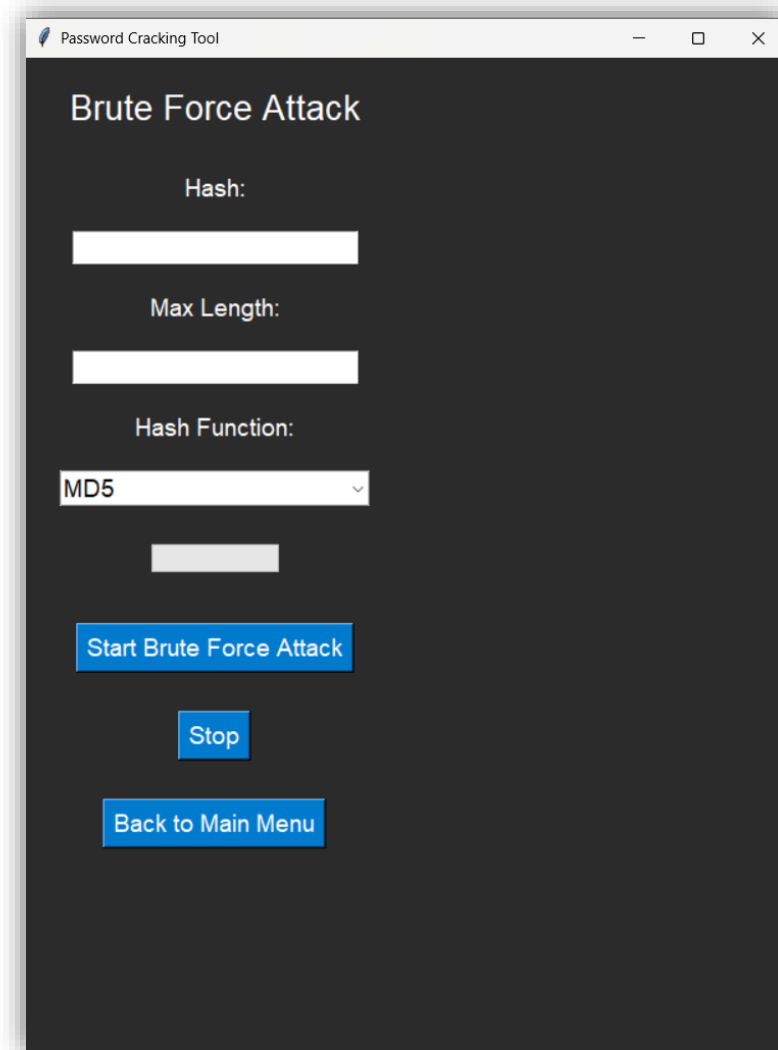 Password Cracking Tool
Brute Force Attack
Hash:
Max Length:
Hash Function:
MD5
Start Brute Force Attack
Stop
Back to Main Menu